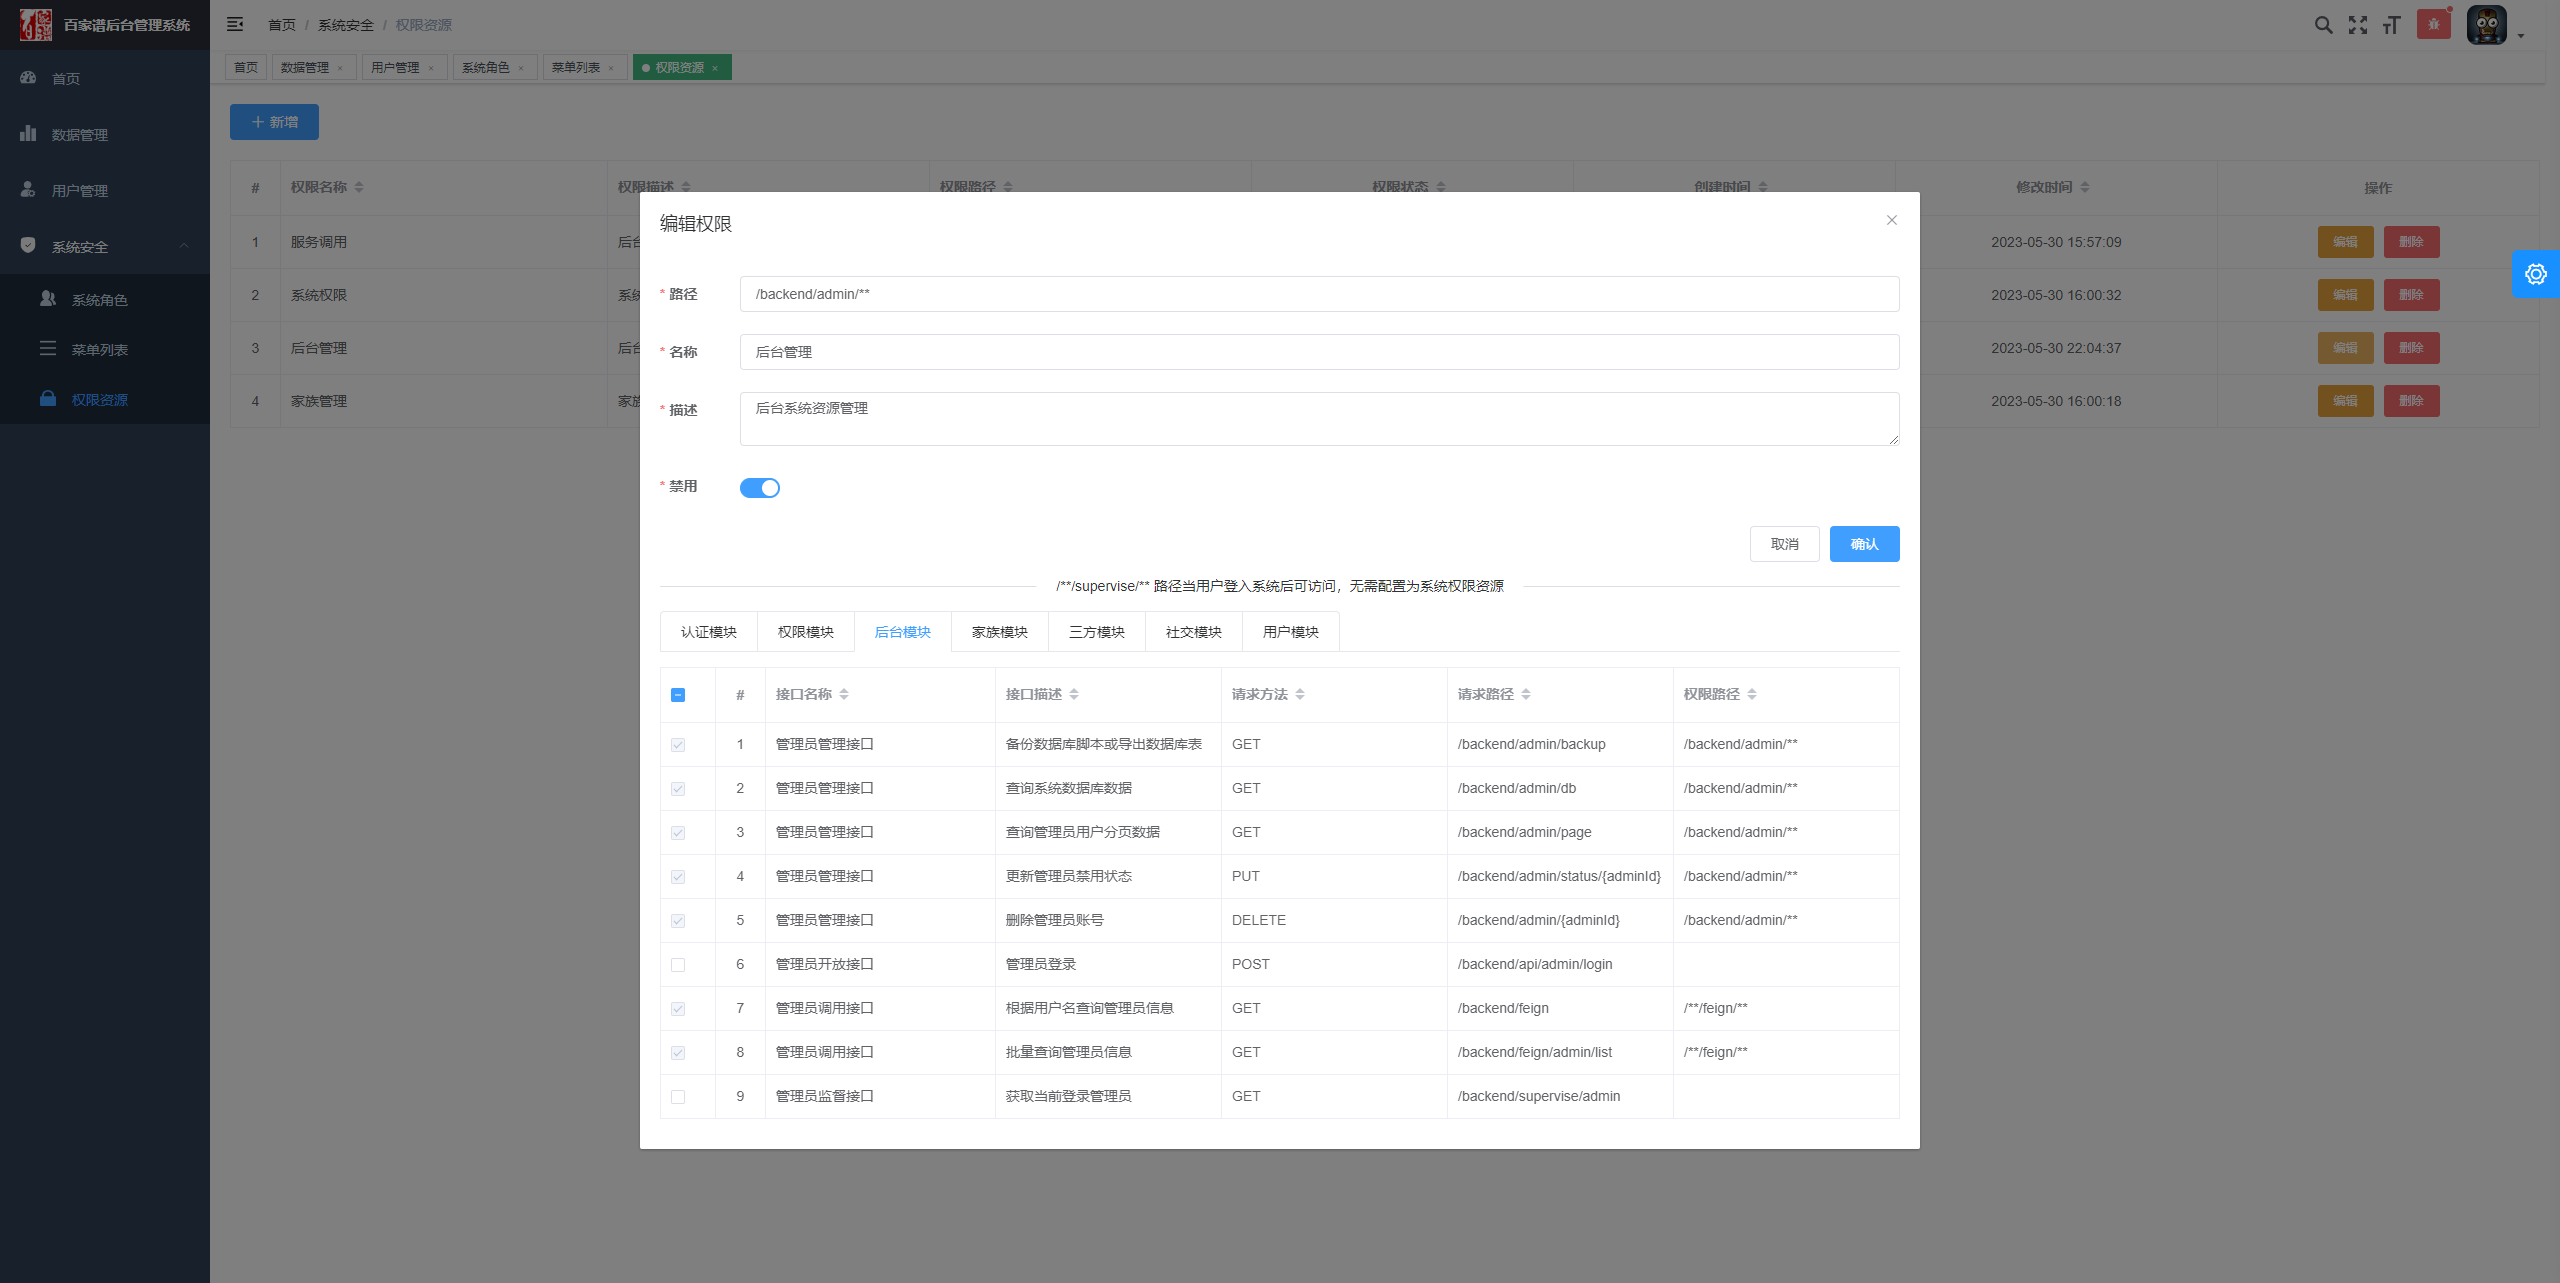 百家谱后台管理系统
首页 / 系统安全 / 权限资源
首页 数据管理 × 用户管理 × 系统角色 × 菜单列表 × 权限资源 ×
首页
数据管理
用户管理
系统安全
系统角色
菜单列表
权限资源
+ 新增
# 权限名称 权限描述 权限路径 权限状态 创建时间 修改时间 操作
1 服务调用 后台 2023-05-30 15:57:09 编辑 删除
2 系统权限 系统 2023-05-30 16:00:32 编辑 删除
3 后台管理 后台 2023-05-30 22:04:37 编辑 删除
4 家族管理 家族 2023-05-30 16:00:18 编辑 删除
编辑权限
* 路径 /backend/admin/**
* 名称 后台管理
* 描述 后台系统资源管理
* 禁用
取消 确认
/**/supervise/** 路径当用户登入系统后可访问，无需配置为系统权限资源
认证模块 权限模块 后台模块 家族模块 三方模块 社交模块 用户模块
# 接口名称 接口描述 请求方法 请求路径 权限路径
1 管理员管理接口 备份数据库脚本或导出数据库表 GET /backend/admin/backup /backend/admin/**
2 管理员管理接口 查询系统数据库数据 GET /backend/admin/db /backend/admin/**
3 管理员管理接口 查询管理员用户分页数据 GET /backend/admin/page /backend/admin/**
4 管理员管理接口 更新管理员禁用状态 PUT /backend/admin/status/{adminId} /backend/admin/**
5 管理员管理接口 删除管理员账号 DELETE /backend/admin/{adminId} /backend/admin/**
6 管理员开放接口 管理员登录 POST /backend/api/admin/login
7 管理员调用接口 根据用户名查询管理员信息 GET /backend/feign /**/feign/**
8 管理员调用接口 批量查询管理员信息 GET /backend/feign/admin/list /**/feign/**
9 管理员监督接口 获取当前登录管理员 GET /backend/supervise/admin